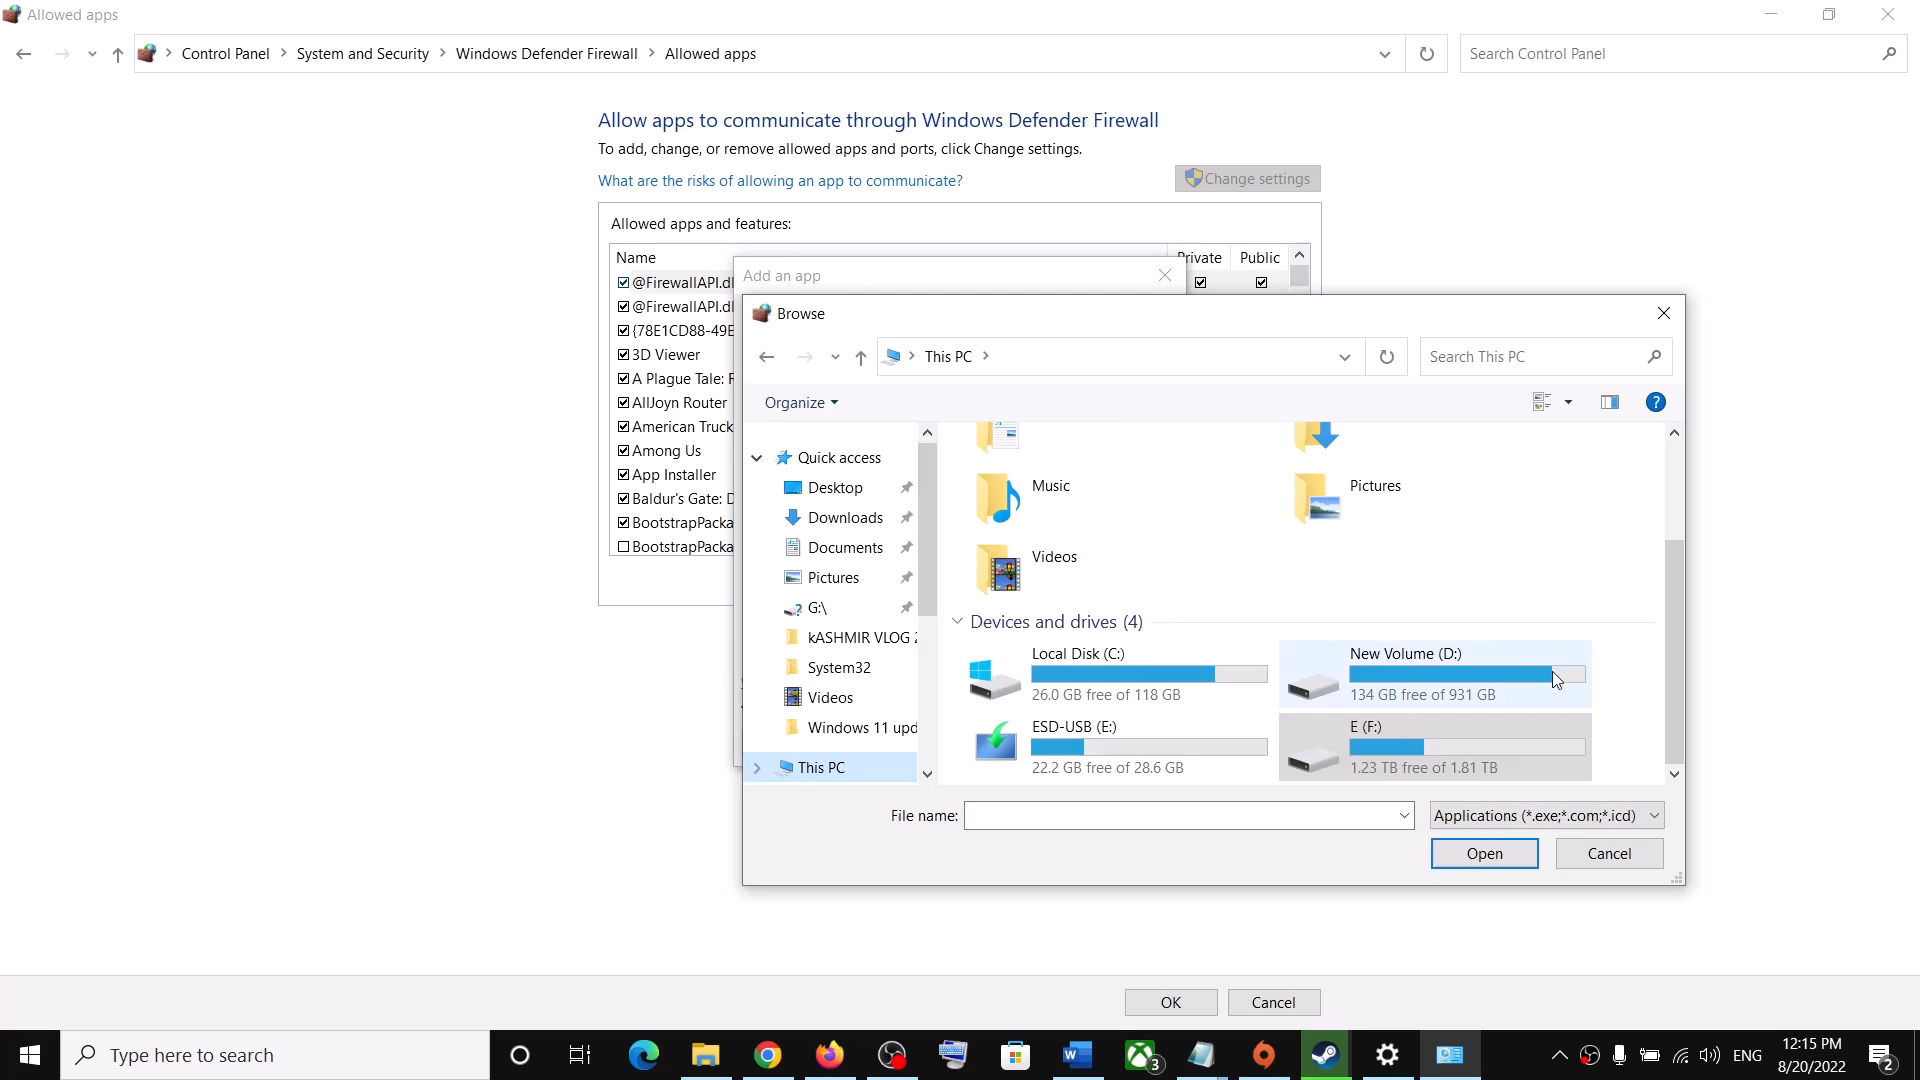 Allowed apps
Control Panel
System and Security
Windows Defender Firewall
Allowed apps
Search Control Panel
Allow apps to communicate through Windows Defender Firewall
To add, change, or remove allowed apps and ports, click Change settings.
What are the risks of allowing an app to communicate?
Change settings
Allowed apps and features:
Name
Private
Public
@FirewallAPI.dl
@FirewallAPI.dl
{78E1CD88-49E
3D Viewer
A Plague Tale: R
AllJoyn Router
American Truck
Among Us
App Installer
Baldur's Gate: D
BootstrapPacka
BootstrapPacka
Add an app
Browse
This PC
Search This PC
Organize
Quick access
Desktop
Downloads
Documents
Pictures
G:\
kASHMIR VLOG 2
System32
Videos
Windows 11 upd
This PC
Music
Pictures
Videos
Devices and drives (4)
Local Disk (C:)
26.0 GB free of 118 GB
New Volume (D:)
134 GB free of 931 GB
ESD-USB (E:)
22.2 GB free of 28.6 GB
E (F:)
1.23 TB free of 1.81 TB
File name:
Applications (*.exe;*.com;*.icd)
Open
Cancel
OK
Cancel
Type here to search
3
ENG
12:15 PM
8/20/2022
2